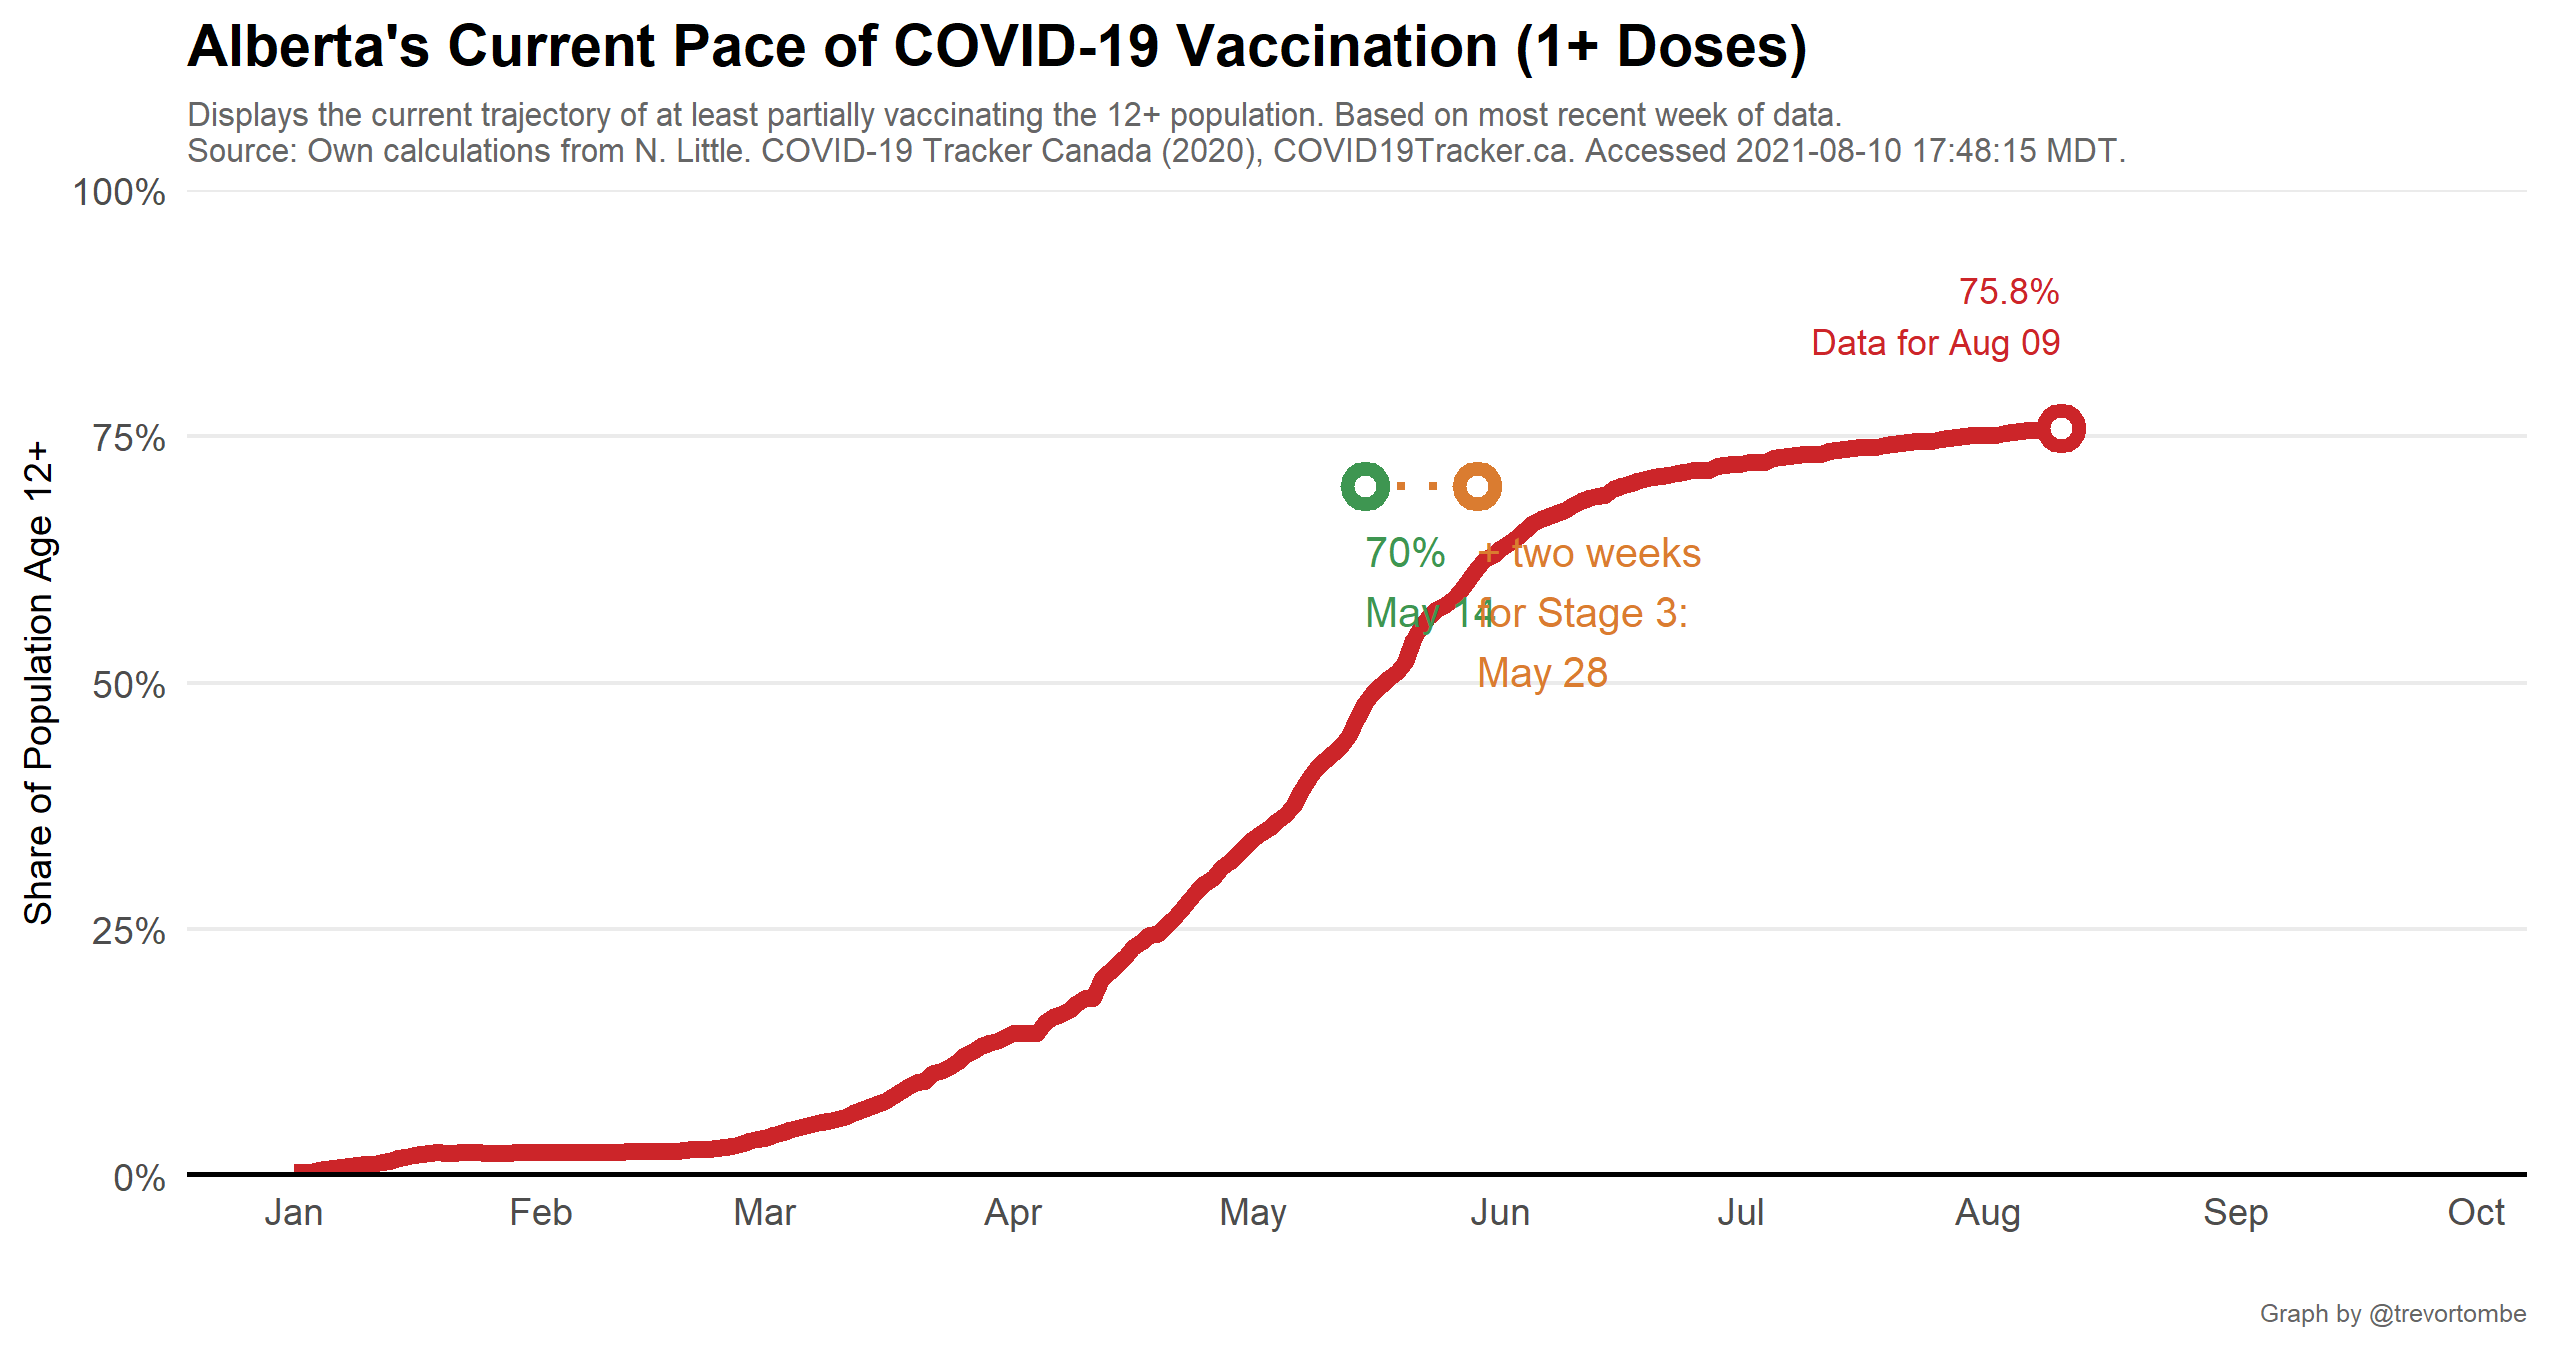 Alberta's Current Pace of COVID-19 Vaccination (1+ Doses)
Displays the current trajectory of at least partially vaccinating the 12+ population. Based on most recent week of data.
Source: Own calculations from N. Little. COVID-19 Tracker Canada (2020), COVID19Tracker.ca. Accessed 2021-08-10 17:48:15 MDT.
100%
75%
50%
25%
0%
Share of Population Age 12+
75.8%
Data for Aug 09
70%
May 14
+ two weeks
for Stage 3:
May 28
Jan
Feb
Mar
Apr
May
Jun
Jul
Aug
Sep
Oct
Graph by @trevortombe